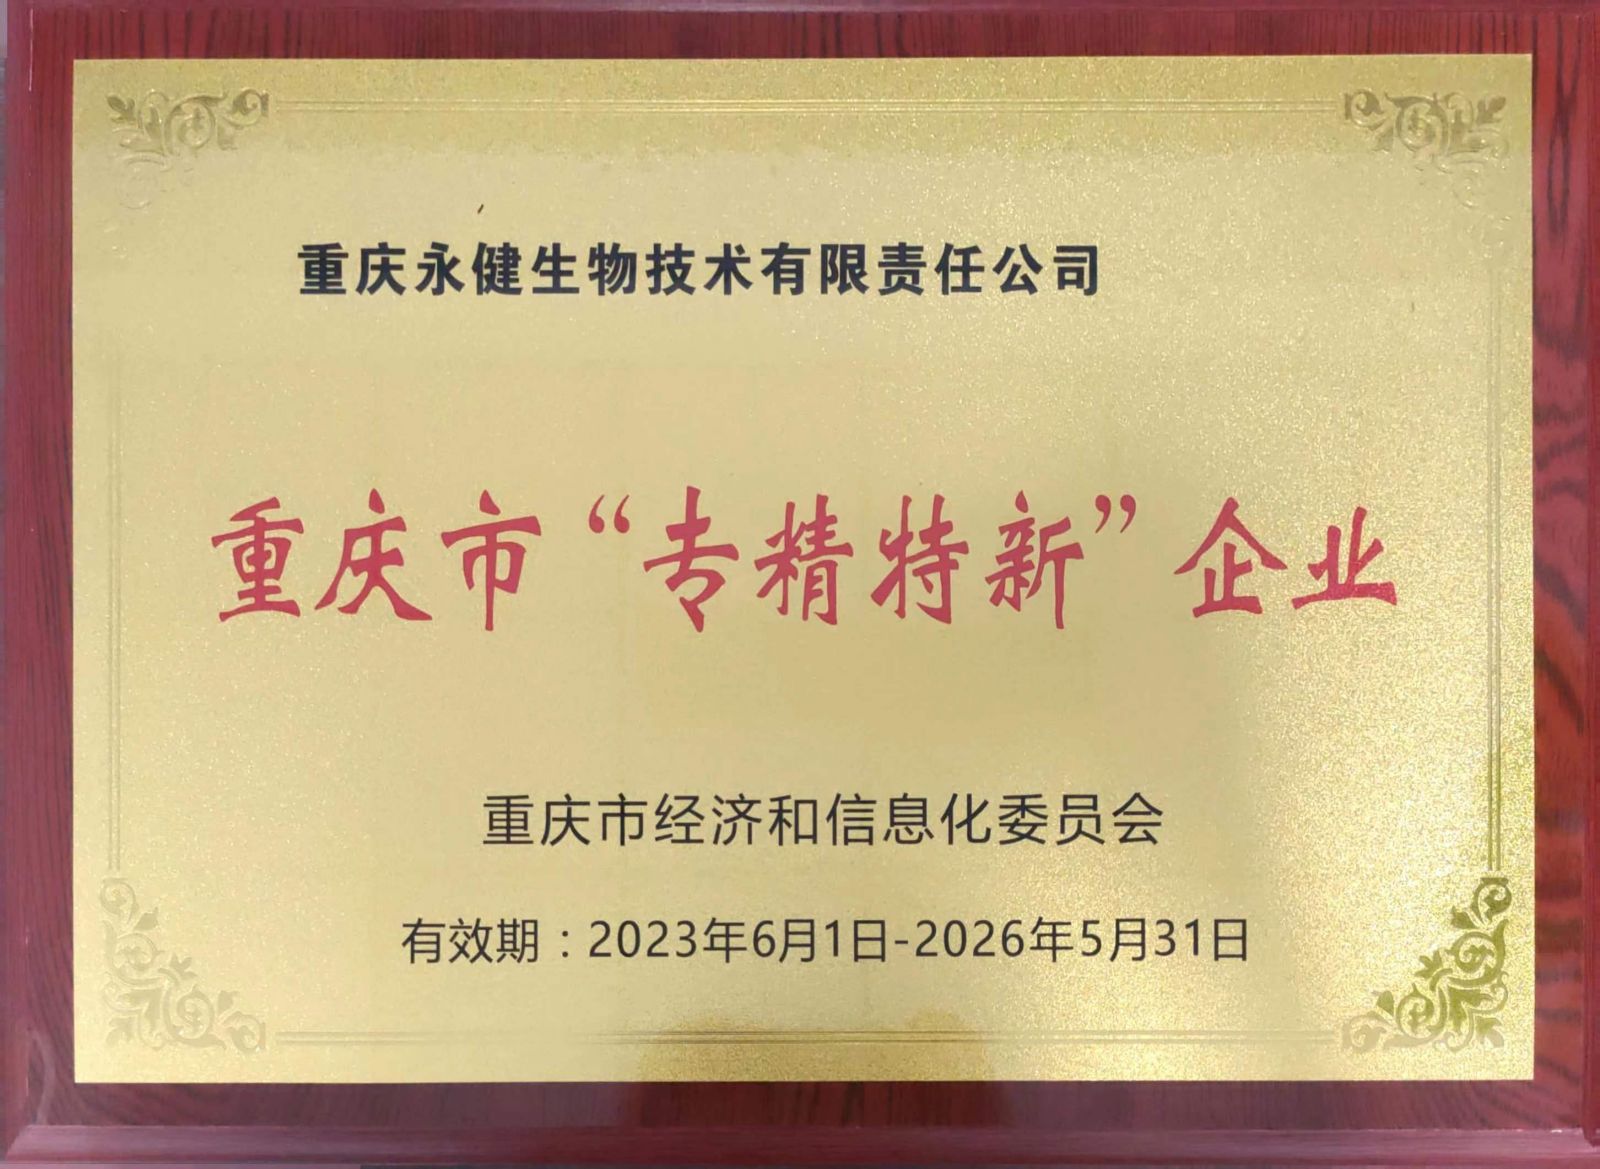 重庆永健生物技术有限责任公司
重庆市“专精特新”企业
重庆市经济和信息化委员会
有效期：2023年6月1日-2026年5月31日